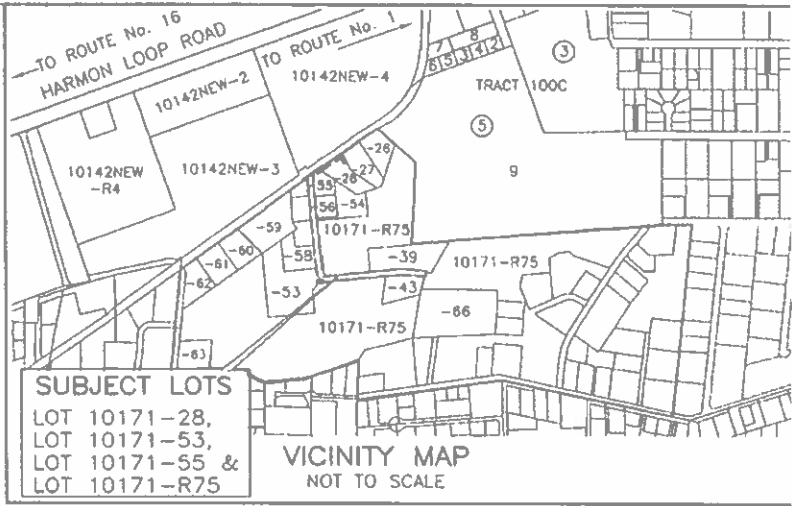 TO ROUTE No. 16
HARMON LOOP ROAD
TO ROUTE No. 1
10142NEW-2
10142NEW-4
10142NEW
-R4
10142NEW-3
7
8
6
5
3
4
2
3
TRACT 100C
5
9
-26
-27
-28
-55
-56
-54
10171-R75
-59
-58
-60
-61
-62
-53
-39
-43
10171-R75
10171-R75
-66
-63
SUBJECT LOTS
LOT 10171-28,
LOT 10171-53,
LOT 10171-55 &
LOT 10171-R75
VICINITY MAP
NOT TO SCALE